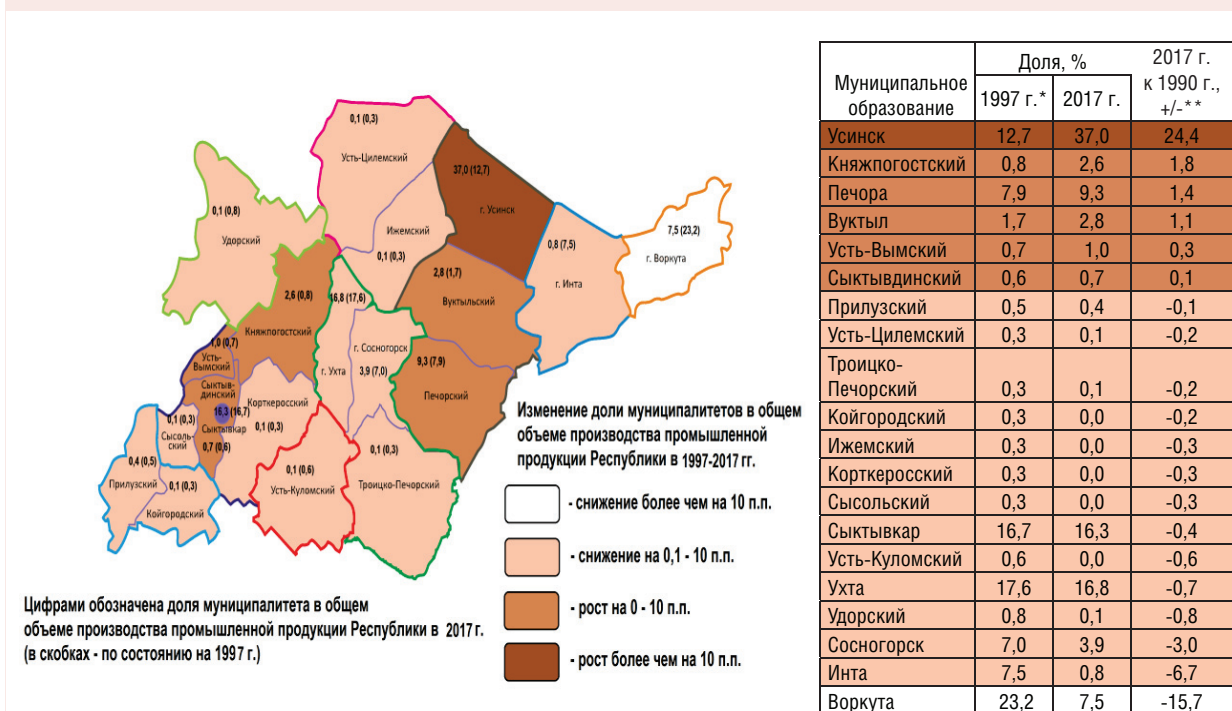 0,1 (0,3)
Усть-Цилемский
37,0 (12,7)
г. Усинск
0,1 (0,8)
Удорский
Ижемский
0,1 (0,3)
0,8 (7,5)
г. Инта
7,5 (23,2)
г. Воркута
2,6 (0,8)
Княжпогостский
16,8 (17,6)
г. Ухта
2,8 (1,7)
Вуктыльский
г. Сосногорск
3,9 (7,0)
9,3 (7,9)
Печорский
1,0 (0,7)
Усть-
Вымский
Сыктыв-
динский
16,3 (16,7)
Сыктывкар
0,7 (0,6)
Корткеросский
0,1 (0,3)
0,1 (0,3)
Сысоль-
ский
0,4 (0,5)
Прилузский
0,1 (0,3)
Койгородский
0,1 (0,6)
Усть-Куломский
0,1 (0,3)
Троицко-Печорский
Изменение доли муниципалитетов в общем
объеме производства промышленной
продукции Республики в 1997-2017 гг.
- снижение более чем на 10 п.п.
- снижение на 0,1 - 10 п.п.
- рост на 0 - 10 п.п.
- рост более чем на 10 п.п.
Цифрами обозначена доля муниципалитета в общем
объеме производства промышленной продукции Республики в 2017 г.
(в скобках - по состоянию на 1997 г.)
Муниципальное образование | Доля, % | 2017 г. к 1990 г., +/-**
1997 г.* | 2017 г.
Усинск 12,7 37,0 24,4
Княжпогостский 0,8 2,6 1,8
Печора 7,9 9,3 1,4
Вуктыл 1,7 2,8 1,1
Усть-Вымский 0,7 1,0 0,3
Сыктывдинский 0,6 0,7 0,1
Прилузский 0,5 0,4 -0,1
Усть-Цилемский 0,3 0,1 -0,2
Троицко-
Печорский 0,3 0,1 -0,2
Койгородский 0,3 0,0 -0,2
Ижемский 0,3 0,0 -0,3
Корткеросский 0,3 0,0 -0,3
Сысольский 0,3 0,0 -0,3
Сыктывкар 16,7 16,3 -0,4
Усть-Куломский 0,6 0,0 -0,6
Ухта 17,6 16,8 -0,7
Удорский 0,8 0,1 -0,8
Сосногорск 7,0 3,9 -3,0
Инта 7,5 0,8 -6,7
Воркута 23,2 7,5 -15,7